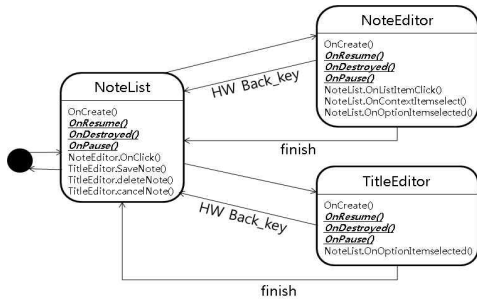 NoteEditor
OnCreate()
OnResume()
OnDestroyed()
OnPause()
NoteList.OnListItemClick()
NoteList.OnContextItemselect()
NoteList.OnOptionItemselected()
HW Back_key
finish
NoteList
OnCreate()
OnResume()
OnDestroyed()
OnPause()
NoteEditor.OnClick()
TitleEditor.SaveNote()
TitleEditor.deleteNote()
TitleEditor.cancelNote()
HW Back_key
TitleEditor
OnCreate()
OnResume()
OnDestroyed()
OnPause()
NoteList.OnOptionItemselected()
finish